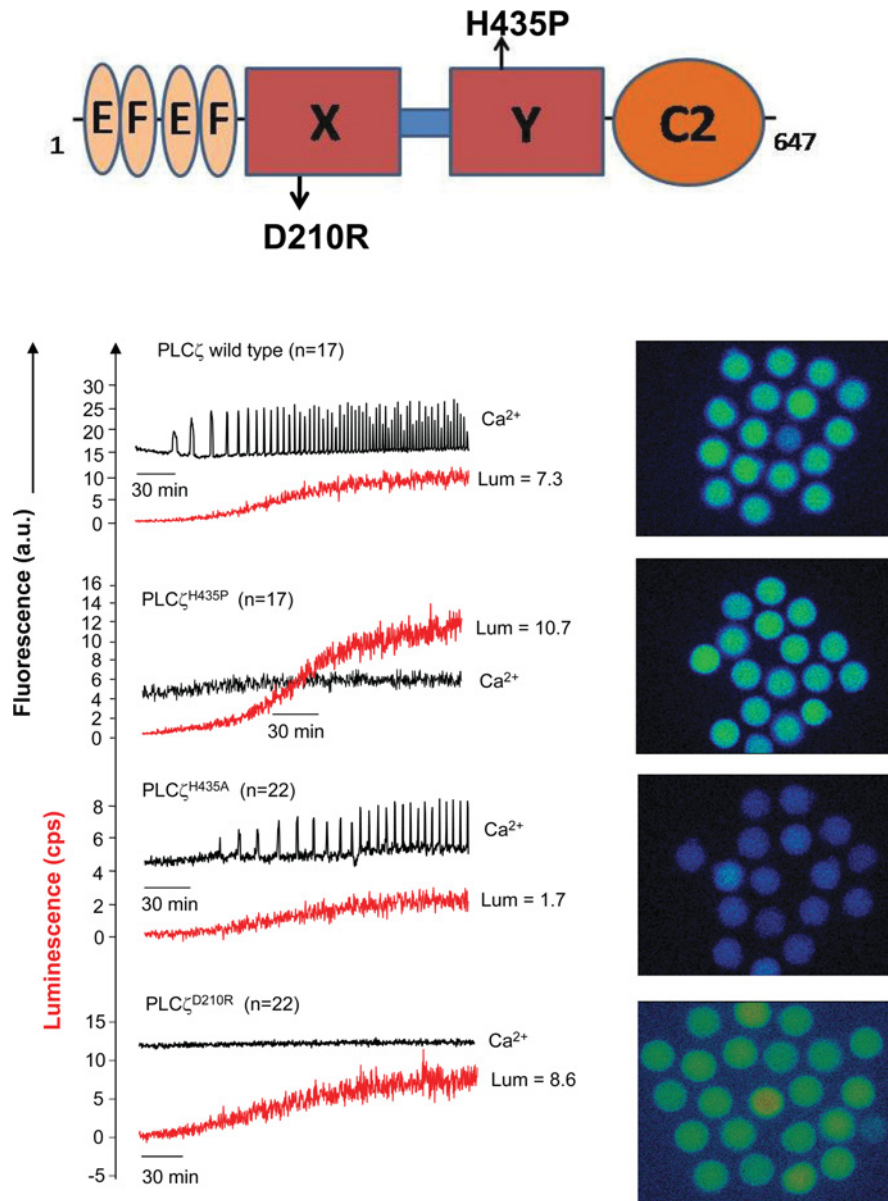 H435P
E F E F X Y C2
1 647
D210R
Fluorescence (a.u.)
Luminescence (cps)
PLCζ wild type (n=17)
30
25
20
15
10
5
0
Ca2+
30 min
Lum = 7.3
PLCζH435P (n=17)
16
14
12
10
8
6
4
2
0
Lum = 10.7
Ca2+
30 min
PLCζH435A (n=22)
8
6
4
2
0
Ca2+
30 min
Lum = 1.7
PLCζD210R (n=22)
15
10
5
0
-5
Ca2+
Lum = 8.6
30 min